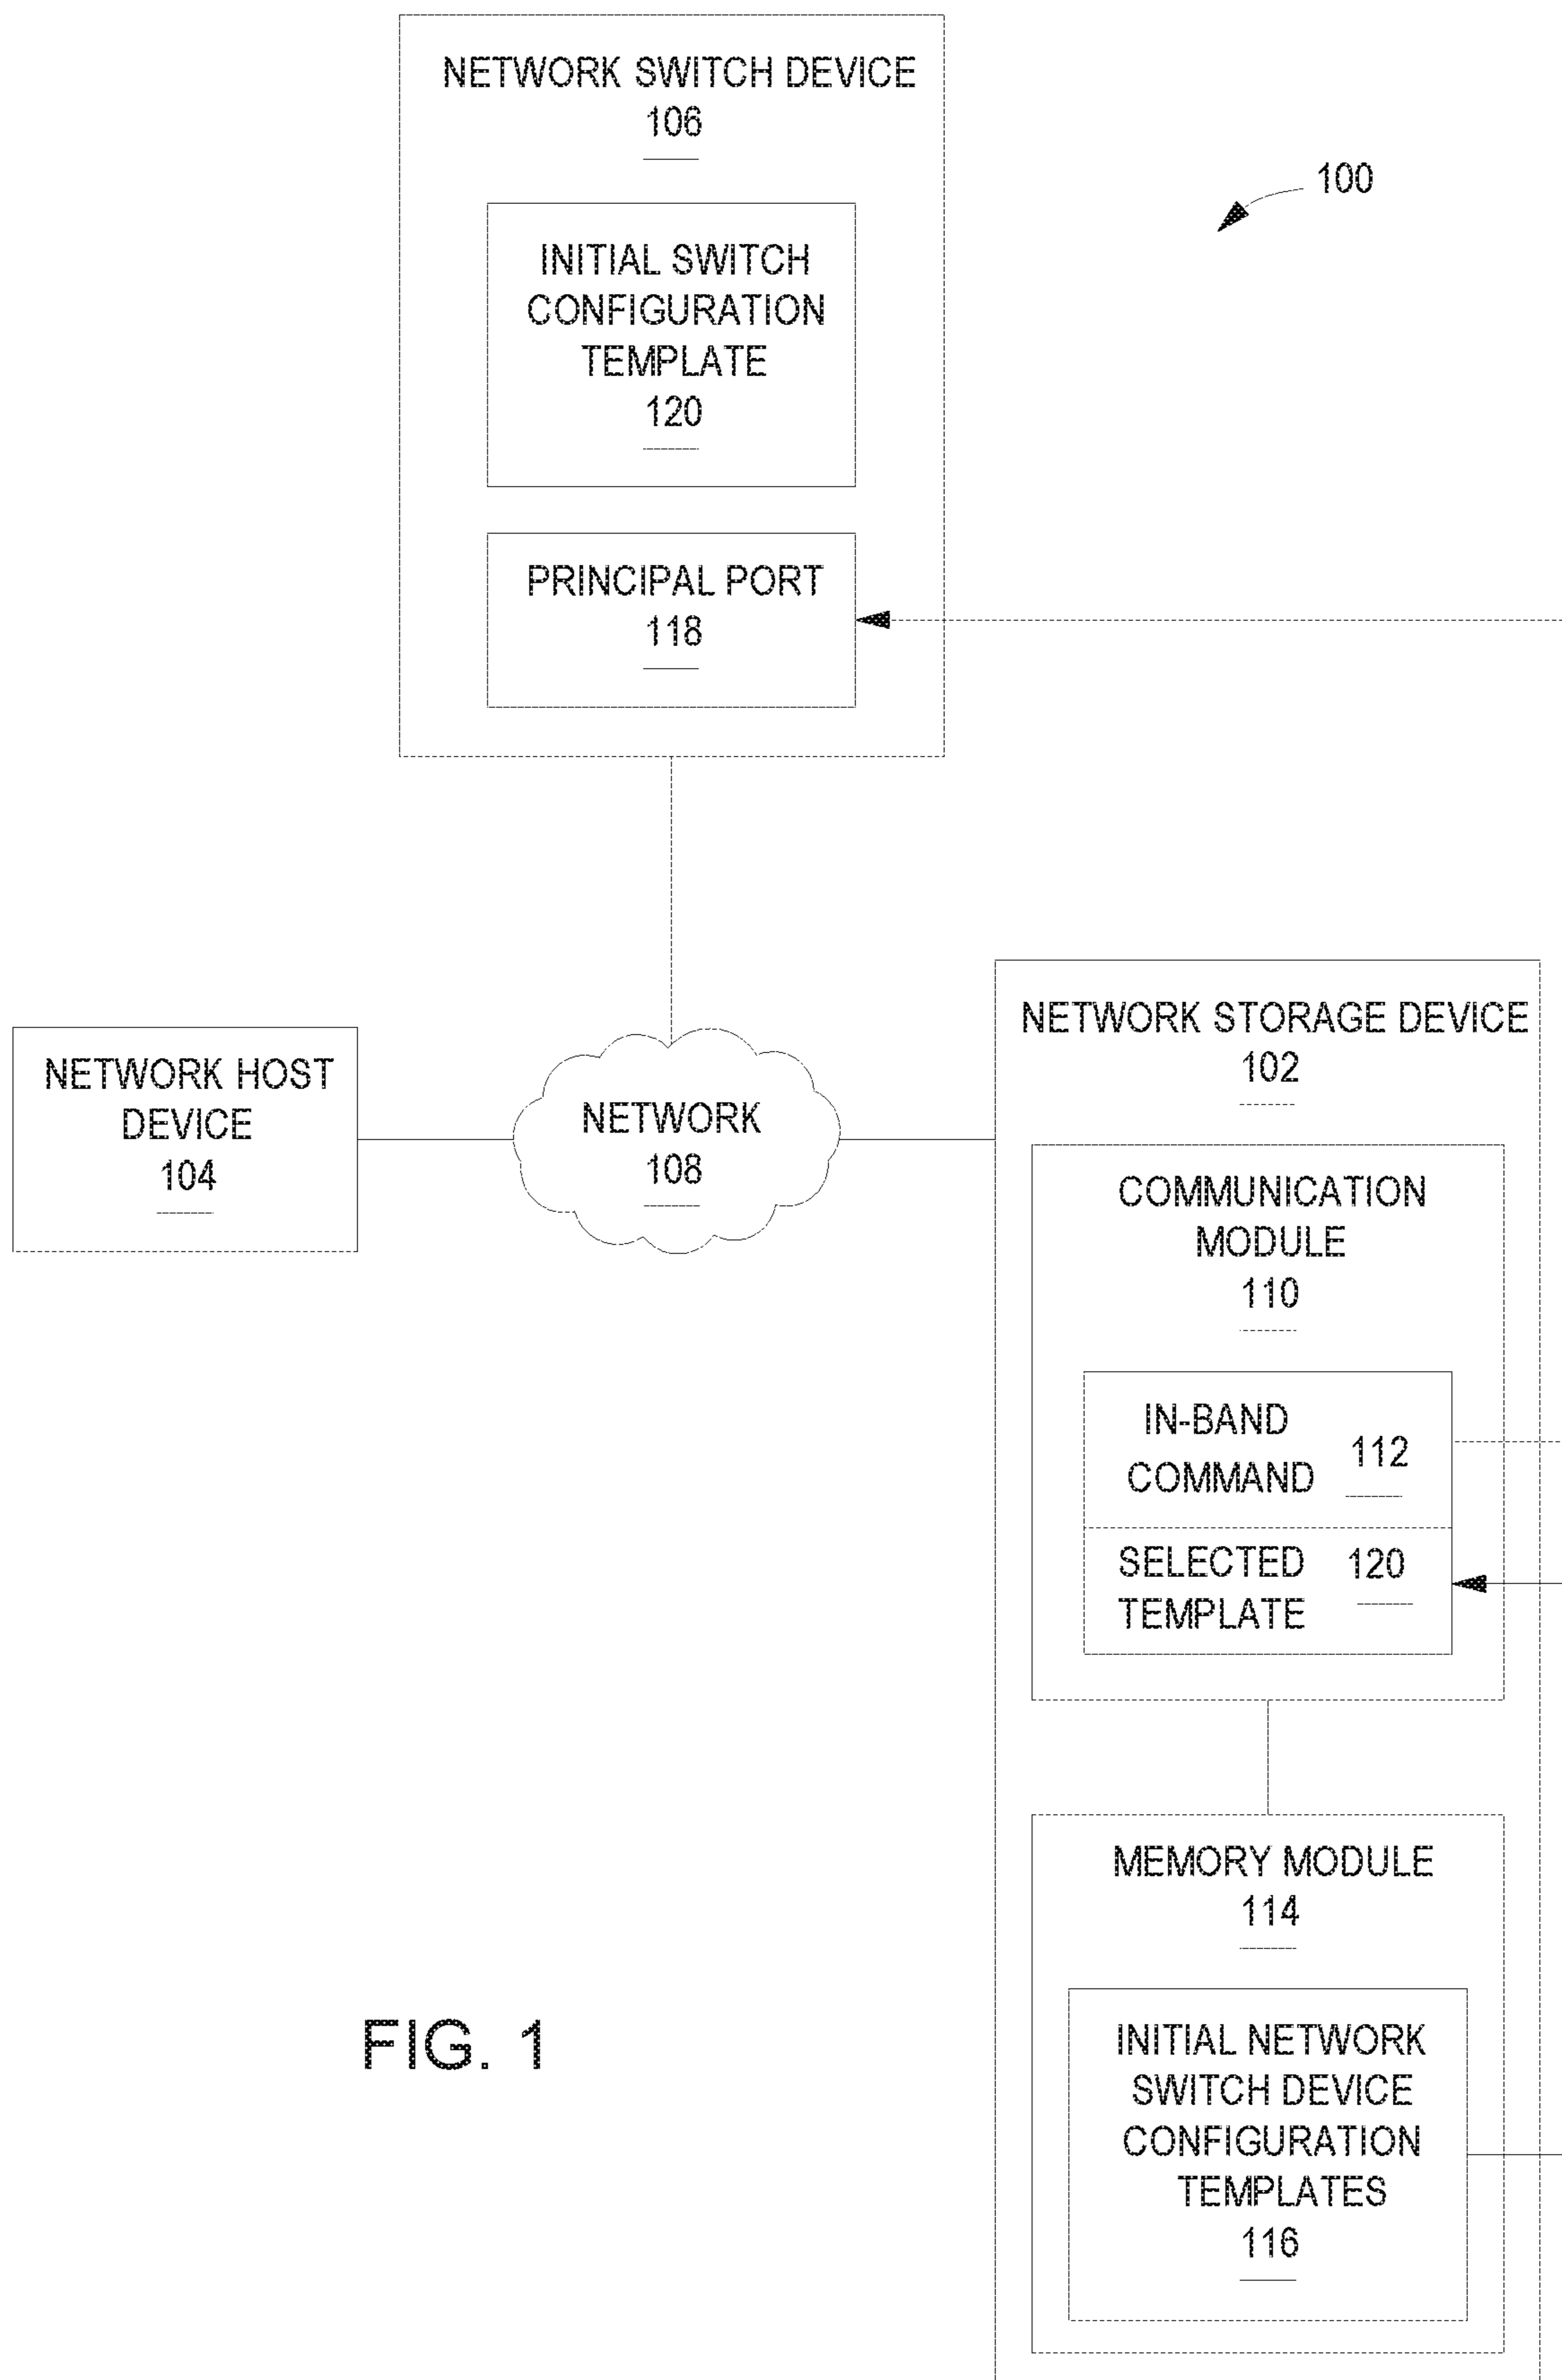 NETWORK SWITCH DEVICE
106
100
INITIAL SWITCH
CONFIGURATION
TEMPLATE
120
PRINCIPAL PORT
118
NETWORK HOST
DEVICE
104
NETWORK
108
NETWORK STORAGE DEVICE
102
COMMUNICATION
MODULE
110
IN-BAND
COMMAND
112
SELECTED
TEMPLATE
120
MEMORY MODULE
114
INITIAL NETWORK
SWITCH DEVICE
CONFIGURATION
TEMPLATES
116
FIG. 1